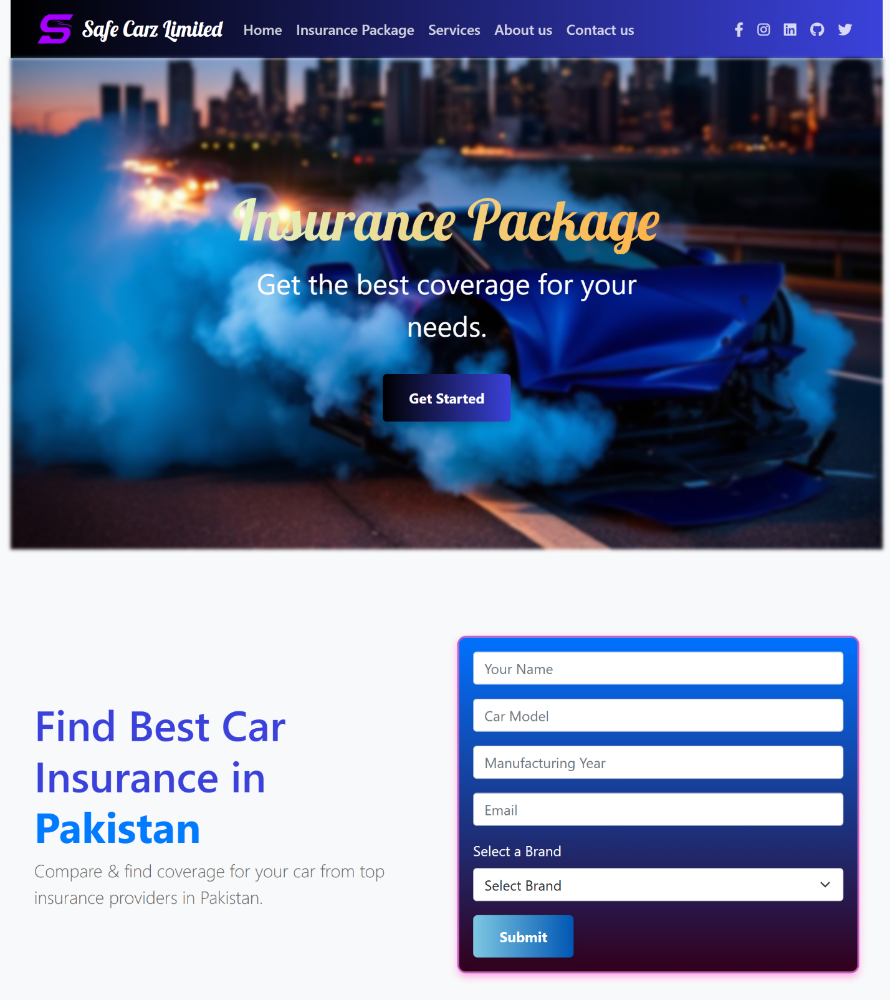 Safe Carz Limited Home Insurance Package Services About us Contact us
Insurance Package
Get the best coverage for your
needs.
Get Started
Find Best Car
Insurance in
Pakistan
Compare & find coverage for your car from top
insurance providers in Pakistan.
Your Name
Car Model
Manufacturing Year
Email
Select a Brand
Select Brand
Submit